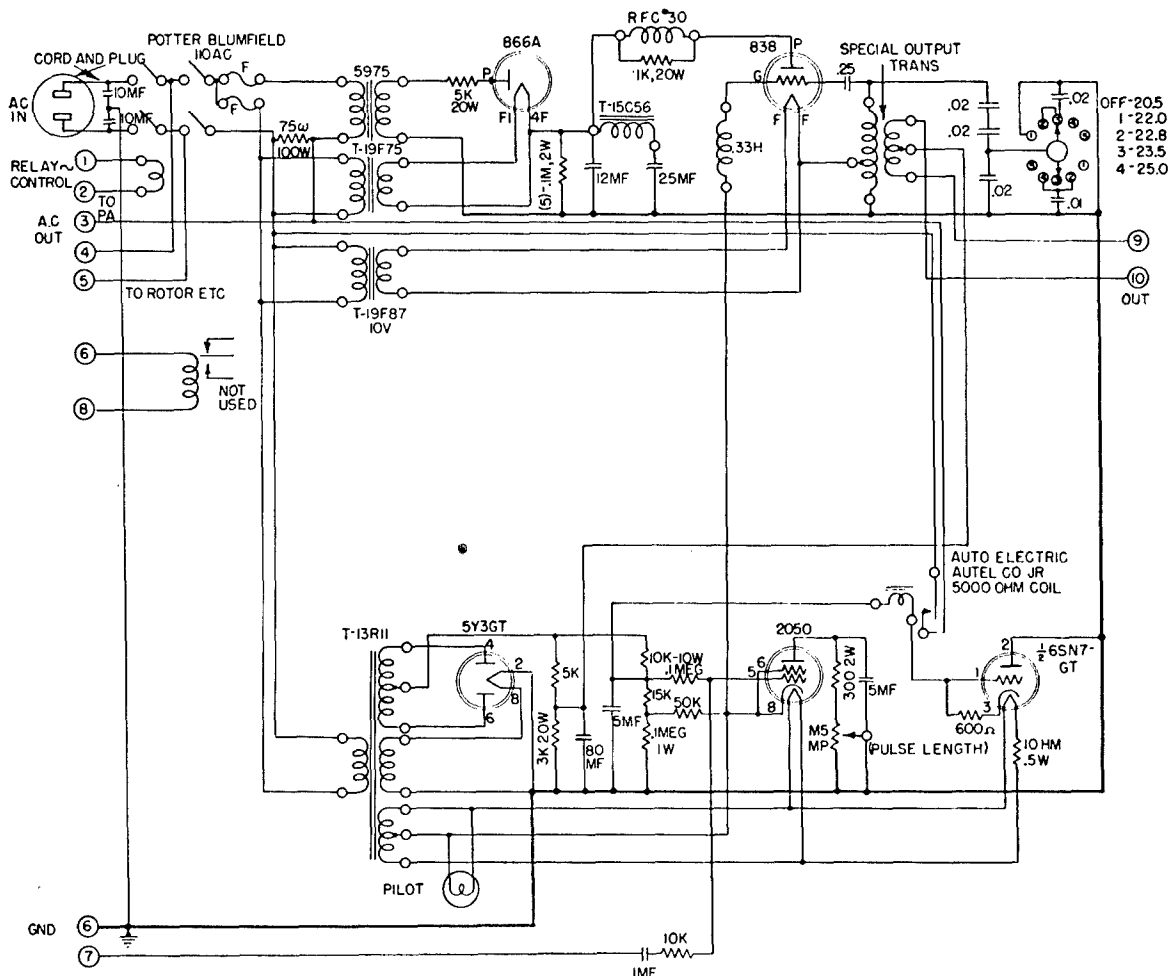 CORD AND PLUG
POTTER BLUMFIELD
110AC
F
F
AC
IN
10MF
10MF
RELAY~
CONTROL
1
2
TO
PA
A.C
OUT
3
4
5
TO ROTOR ETC
6
8
NOT
USED
5975
75ω
100W
T-19F75
T-19F87
10V
5K
20W
P
866A
F1
4F
(5)-.1M,2W
RFC #30
.1K,20W
T-15C56
12MF
25MF
838
P
G
F
F
.33H
.25
SPECIAL OUTPUT
TRANS
.02
.02
.02
.02
.01
OFF-20.5
1-22.0
2-22.8
3-23.5
4-25.0
9
10
OUT
AUTO ELECTRIC
AUTEL CO JR
5000 OHM COIL
T-13R11
5Y3GT
4
2
8
6
5K
3K 20W
80
MF
5MF
10K-10W
.1MEG
15K
50K
.1MEG
1W
2050
6
5
8
300 2W
5MF
M5
MP
(PULSE LENGTH)
½ 6SN7-
GT
2
1
3
600Ω
10 HM
.5W
PILOT
GND
6
7
1MF
10K